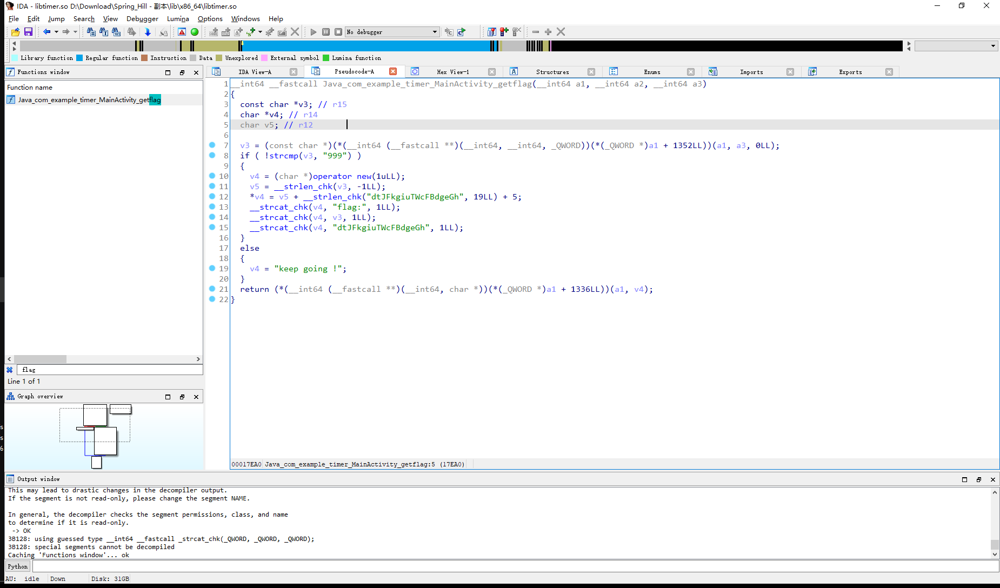 IDA - libtimer.so D:\Download\Spring_Hill - 副本\lib\x86_64\libtimer.so
File Edit Jump Search View Debugger Lumina Options Windows Help
No debugger
Library function Regular function Instruction Data Unexplored External symbol Lumina function
Functions window
IDA View-A Pseudocode-A Hex View-1 Structures Enums Imports Exports
Function name
Java_com_example_timer_MainActivity_getflag
1 __int64 __fastcall Java_com_example_timer_MainActivity_getflag(__int64 a1, __int64 a2, __int64 a3)
2 {
3 const char *v3; // r15
4 char *v4; // r14
5 char v5; // r12
6
7 v3 = (const char *)(*(__int64 (__fastcall **)(__int64, __int64, _QWORD))(*(_QWORD *)a1 + 1352LL))(a1, a3, 0LL);
8 if ( !strcmp(v3, "999") )
9 {
10 v4 = (char *)operator new(1uLL);
11 v5 = __strlen_chk(v3, -1LL);
12 *v4 = v5 + __strlen_chk("dtJFkgiuTWcFBdgeGh", 19LL) + 5;
13 __strcat_chk(v4, "flag:", 1LL);
14 __strcat_chk(v4, v3, 1LL);
15 __strcat_chk(v4, "dtJFkgiuTWcFBdgeGh", 1LL);
16 }
17 else
18 {
19 v4 = "keep going !";
20 }
21 return (*(__int64 (__fastcall **)(__int64, char *))(*(_QWORD *)a1 + 1336LL))(a1, v4);
22 }
flag
Line 1 of 1
Graph overview
00017EA0 Java_com_example_timer_MainActivity_getflag:5 (17EA0)
Output window
This may lead to drastic changes in the decompiler output.
If the segment is not read-only, please change the segment NAME.
In general, the decompiler checks the segment permissions, class, and name
to determine if it is read-only.
-> OK
3B128: using guessed type __int64 __fastcall _strcat_chk(_QWORD, _QWORD, _QWORD);
3B128: special segments cannot be decompiled
Caching 'Functions window'... ok
Python
AU: idle Down Disk: 31GB